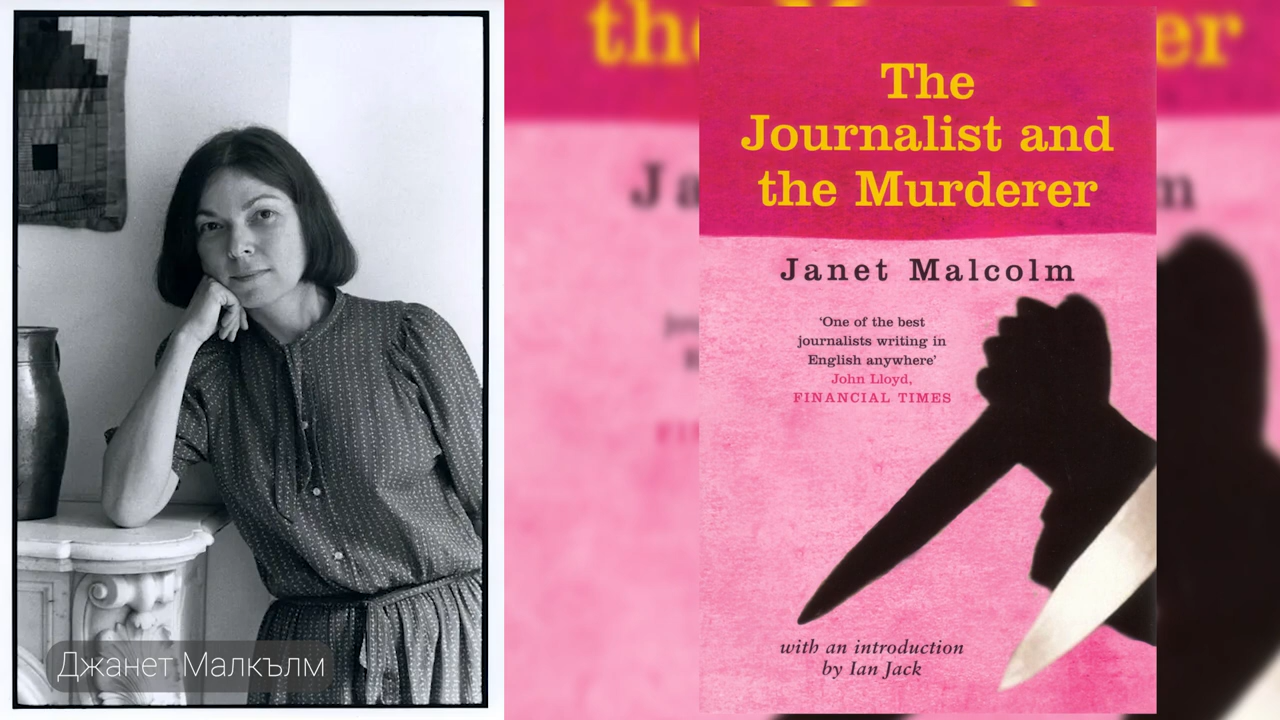 Джанет Малкълм
The
Journalist and
the Murderer
Janet Malcolm
‘One of the best
journalists writing in
English anywhere’
John Lloyd,
FINANCIAL TIMES
with an introduction
by Ian Jack